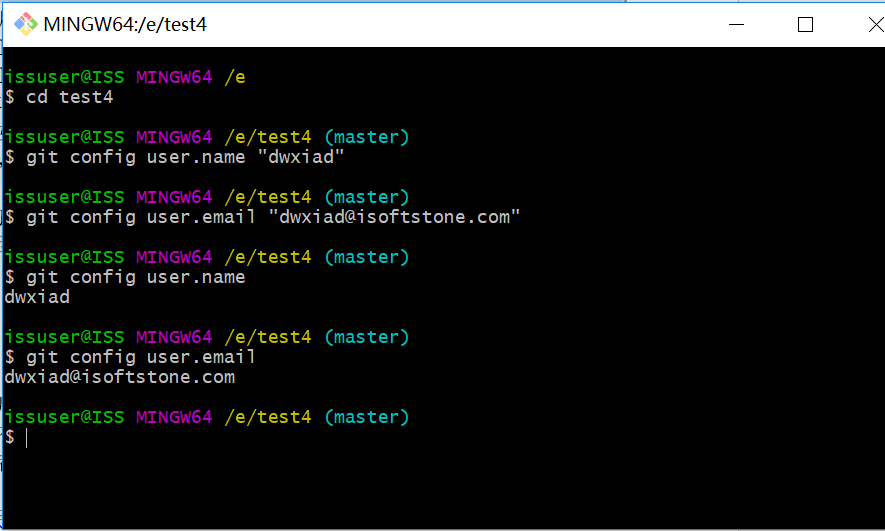 MINGW64:/e/test4
issuser@ISS MINGW64 /e
$ cd test4
issuser@ISS MINGW64 /e/test4 (master)
$ git config user.name "dwxiad"
issuser@ISS MINGW64 /e/test4 (master)
$ git config user.email "dwxiad@isoftstone.com"
issuser@ISS MINGW64 /e/test4 (master)
$ git config user.name
dwxiad
issuser@ISS MINGW64 /e/test4 (master)
$ git config user.email
dwxiad@isoftstone.com
issuser@ISS MINGW64 /e/test4 (master)
$